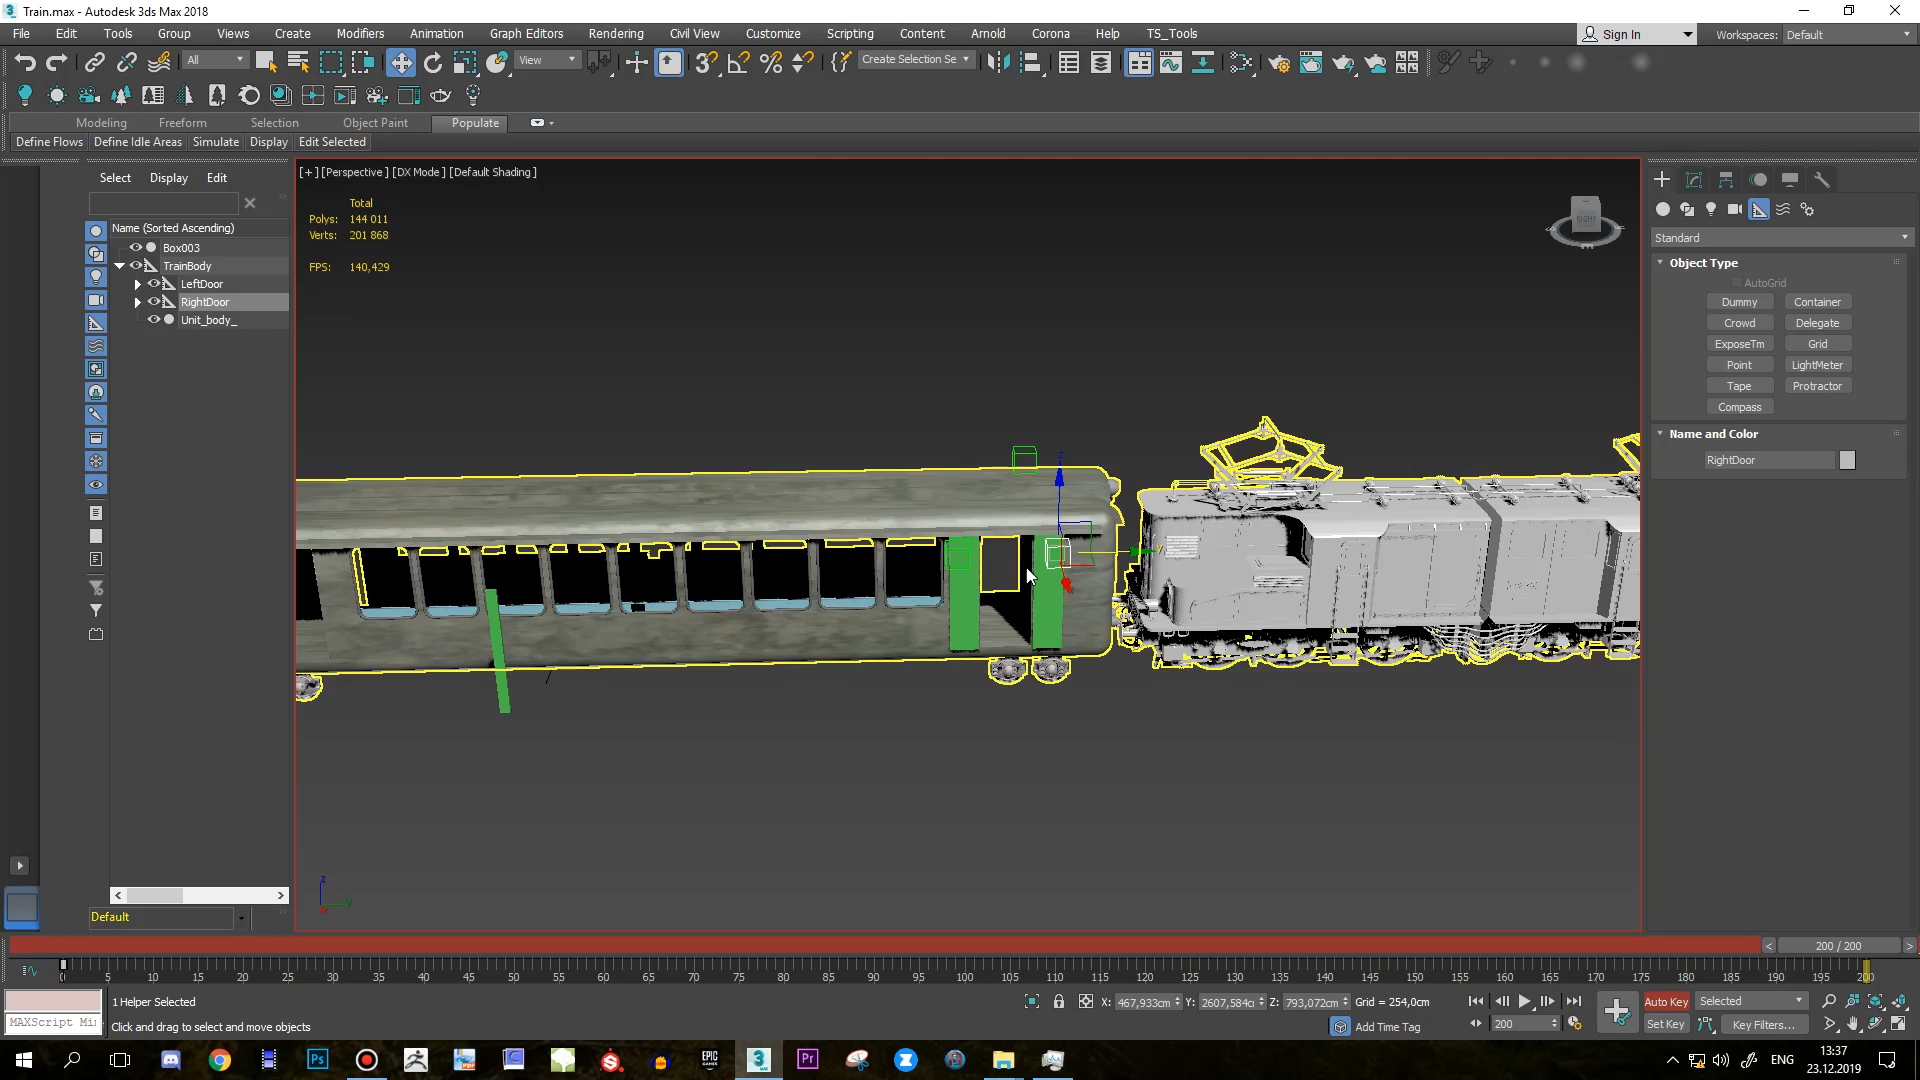 Train.max - Autodesk 3ds Max 2018
File Edit Tools Group Views Create Modifiers Animation Graph Editors Rendering Civil View Customize Scripting Content Arnold Corona Help TS_Tools Sign In Workspaces: Default
All View Create Selection Se
Modeling Freeform Selection Object Paint Populate
Define Flows Define Idle Areas Simulate Display Edit Selected
Select Display Edit
Name (Sorted Ascending)
Box003
TrainBody
LeftDoor
RightDoor
Unit_body_
Default
[+] [Perspective] [DX Mode] [Default Shading]
Total
Polys: 144 011
Verts: 201 868
FPS: 140,429
RIGHT
z
y
z
Standard
Object Type
AutoGrid
Dummy Container
Crowd Delegate
ExposeTm Grid
Point LightMeter
Tape Protractor
Compass
Name and Color
RightDoor
200 / 200
0 5 10 15 20 25 30 35 40 45 50 55 60 65 70 75 80 85 90 95 100 105 110 115 120 125 130 135 140 145 150 155 160 165 170 175 180 185 190 195 200
1 Helper Selected X: 467,933cm Y: 2607,584c Z: 793,072cm Grid = 254,0cm Auto Key Selected
MAXScript Mi Click and drag to select and move objects Add Time Tag 200 Set Key Key Filters...
Ps EPIC GAMES 3 MAX Pr ENG 13:37
23.12.2019